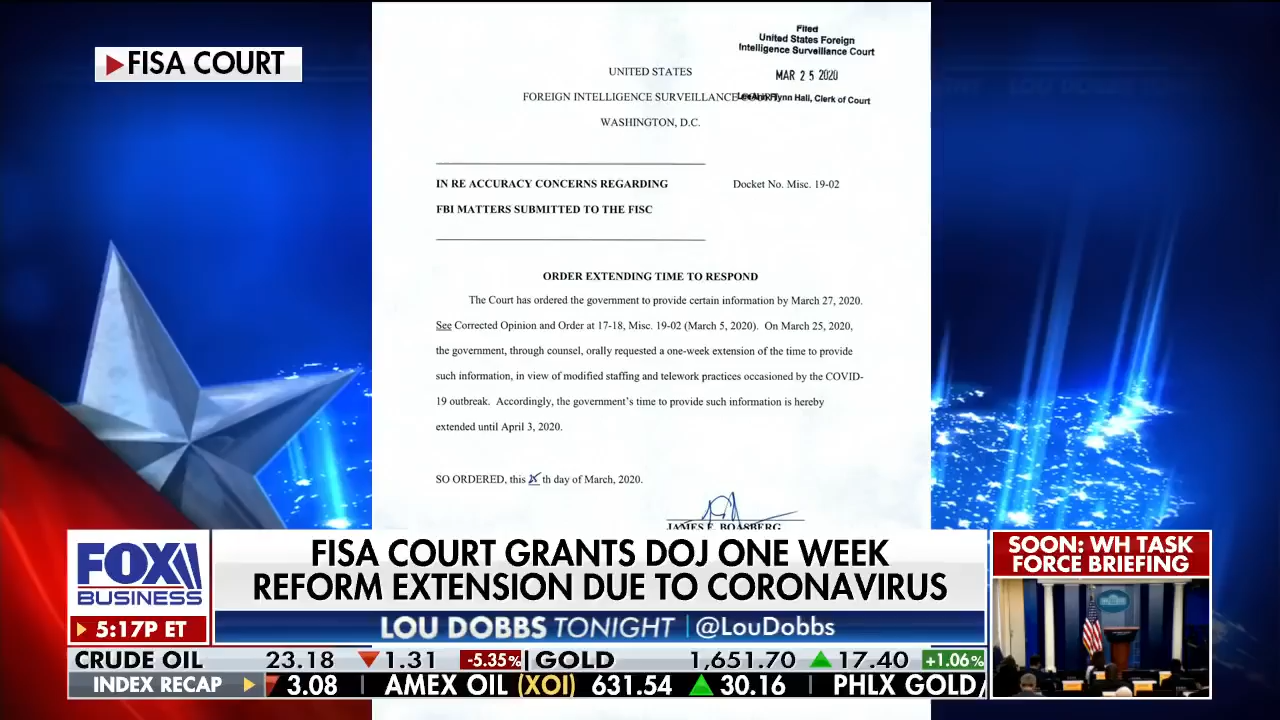 FISA COURT
Filed
United States Foreign
Intelligence Surveillance Court
MAR 25 2020
Flynn Hall, Clerk of Court
UNITED STATES
FOREIGN INTELLIGENCE SURVEILLANCE
WASHINGTON, D.C.
IN RE ACCURACY CONCERNS REGARDING
FBI MATTERS SUBMITTED TO THE FISC
Docket No. Misc. 19-02
ORDER EXTENDING TIME TO RESPOND
The Court has ordered the government to provide certain information by March 27, 2020.
See Corrected Opinion and Order at 17-18, Misc. 19-02 (March 5, 2020). On March 25, 2020,
the government, through counsel, orally requested a one-week extension of the time to provide
such information, in view of modified staffing and telework practices occasioned by the COVID-
19 outbreak. Accordingly, the government's time to provide such information is hereby
extended until April 3, 2020.
SO ORDERED, this th day of March, 2020.
JAMES E. BOASBERG
FOX
BUSINESS
5:17P ET
FISA COURT GRANTS DOJ ONE WEEK
REFORM EXTENSION DUE TO CORONAVIRUS
LOU DOBBS TONIGHT | @LouDobbs
SOON: WH TASK
FORCE BRIEFING
CRUDE OIL 23.18 ▼1.31 -5.35% GOLD 1,651.70 ▲17.40 +1.06%
INDEX RECAP ▼3.08 | AMEX OIL (XOI) 631.54 ▲30.16 | PHLX GOLD/